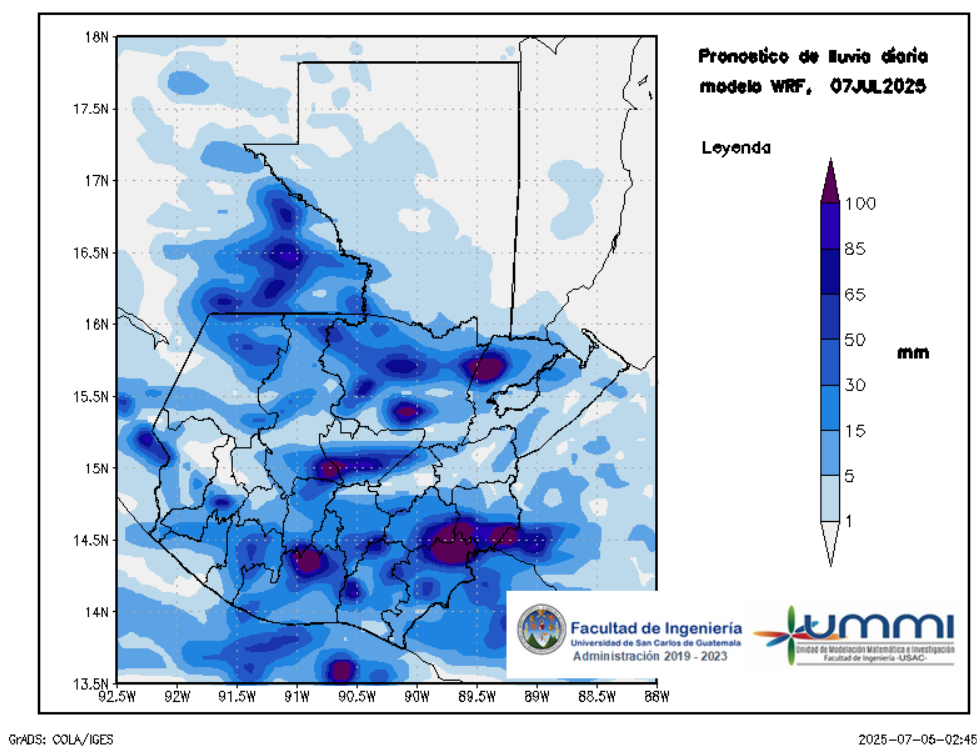 Pronostico de lluvia diaria
modelo WRF, 07JUL2025
Leyenda
100
85
65
50
30
15
5
1
mm
18N
17.5N
17N
16.5N
16N
15.5N
15N
14.5N
14N
13.5N
92.5W
92W
91.5W
91W
90.5W
90W
89.5W
89W
88.5W
88W
Facultad de Ingeniería
Universidad de San Carlos de Guatemala
Administración 2019 - 2023
ummi
Unidad de Modelación Matemática e Investigación
Facultad de Ingeniería -USAC-
GrADS: COLA/IGES
2025-07-06-02:45